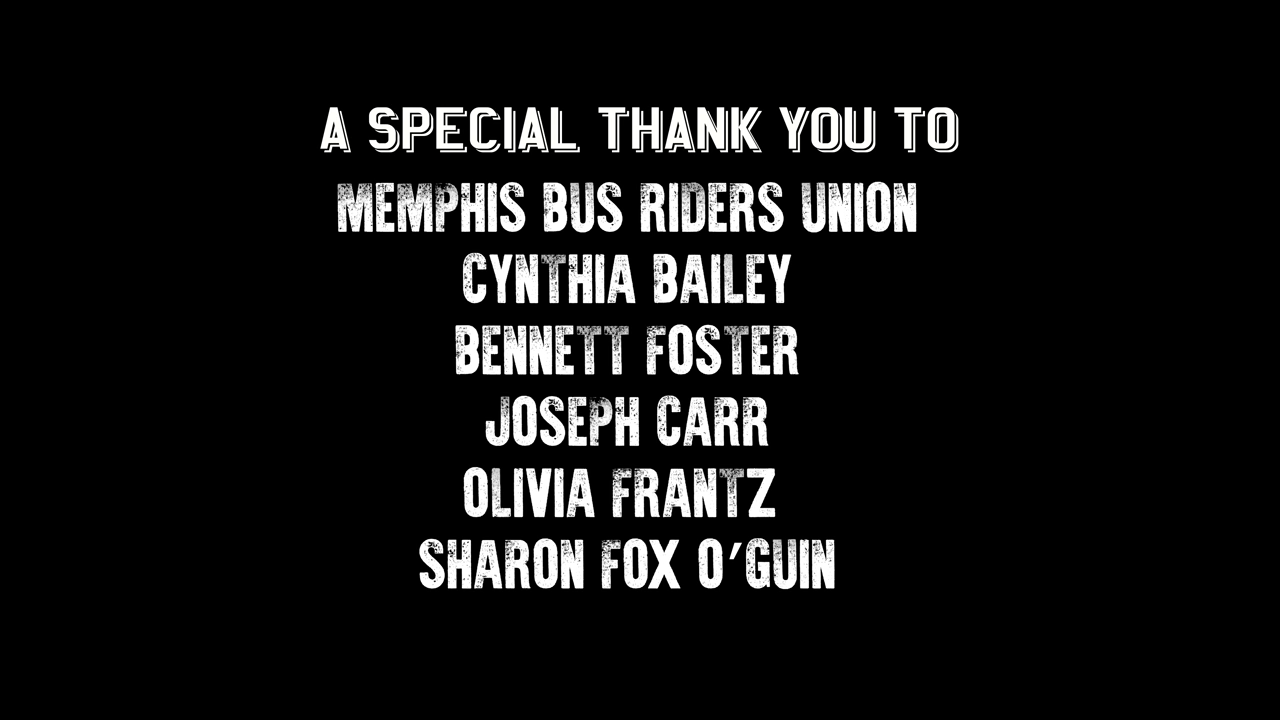 A SPECIAL THANK YOU TO
MEMPHIS BUS RIDERS UNION
CYNTHIA BAILEY
BENNETT FOSTER
JOSEPH CARR
OLIVIA FRANTZ
SHARON FOX O'GUIN